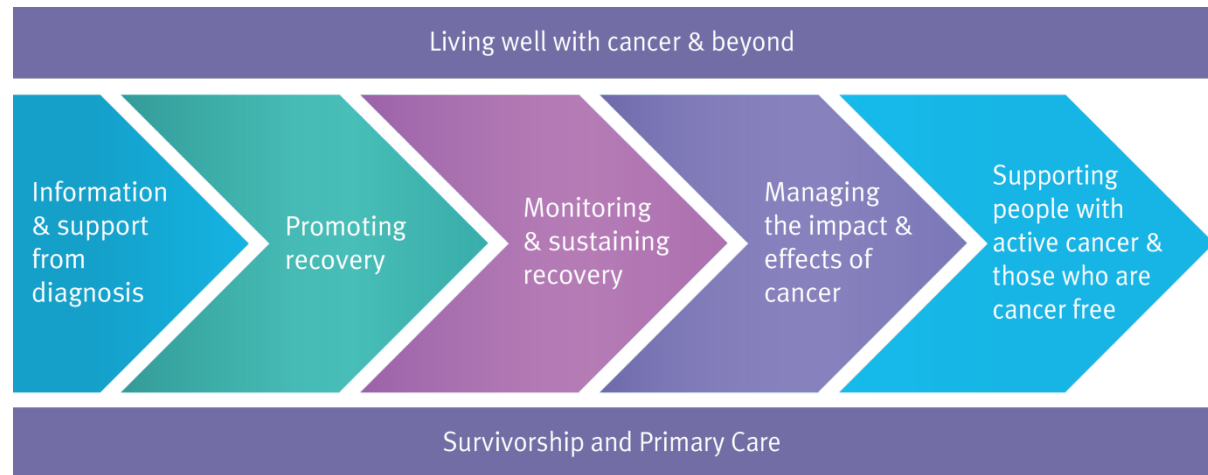 Living well with cancer & beyond
Information
& support
from
diagnosis
Promoting
recovery
Monitoring
& sustaining
recovery
Managing
the impact &
effects of
cancer
Supporting
people with
active cancer &
those who are
cancer free
Survivorship and Primary Care